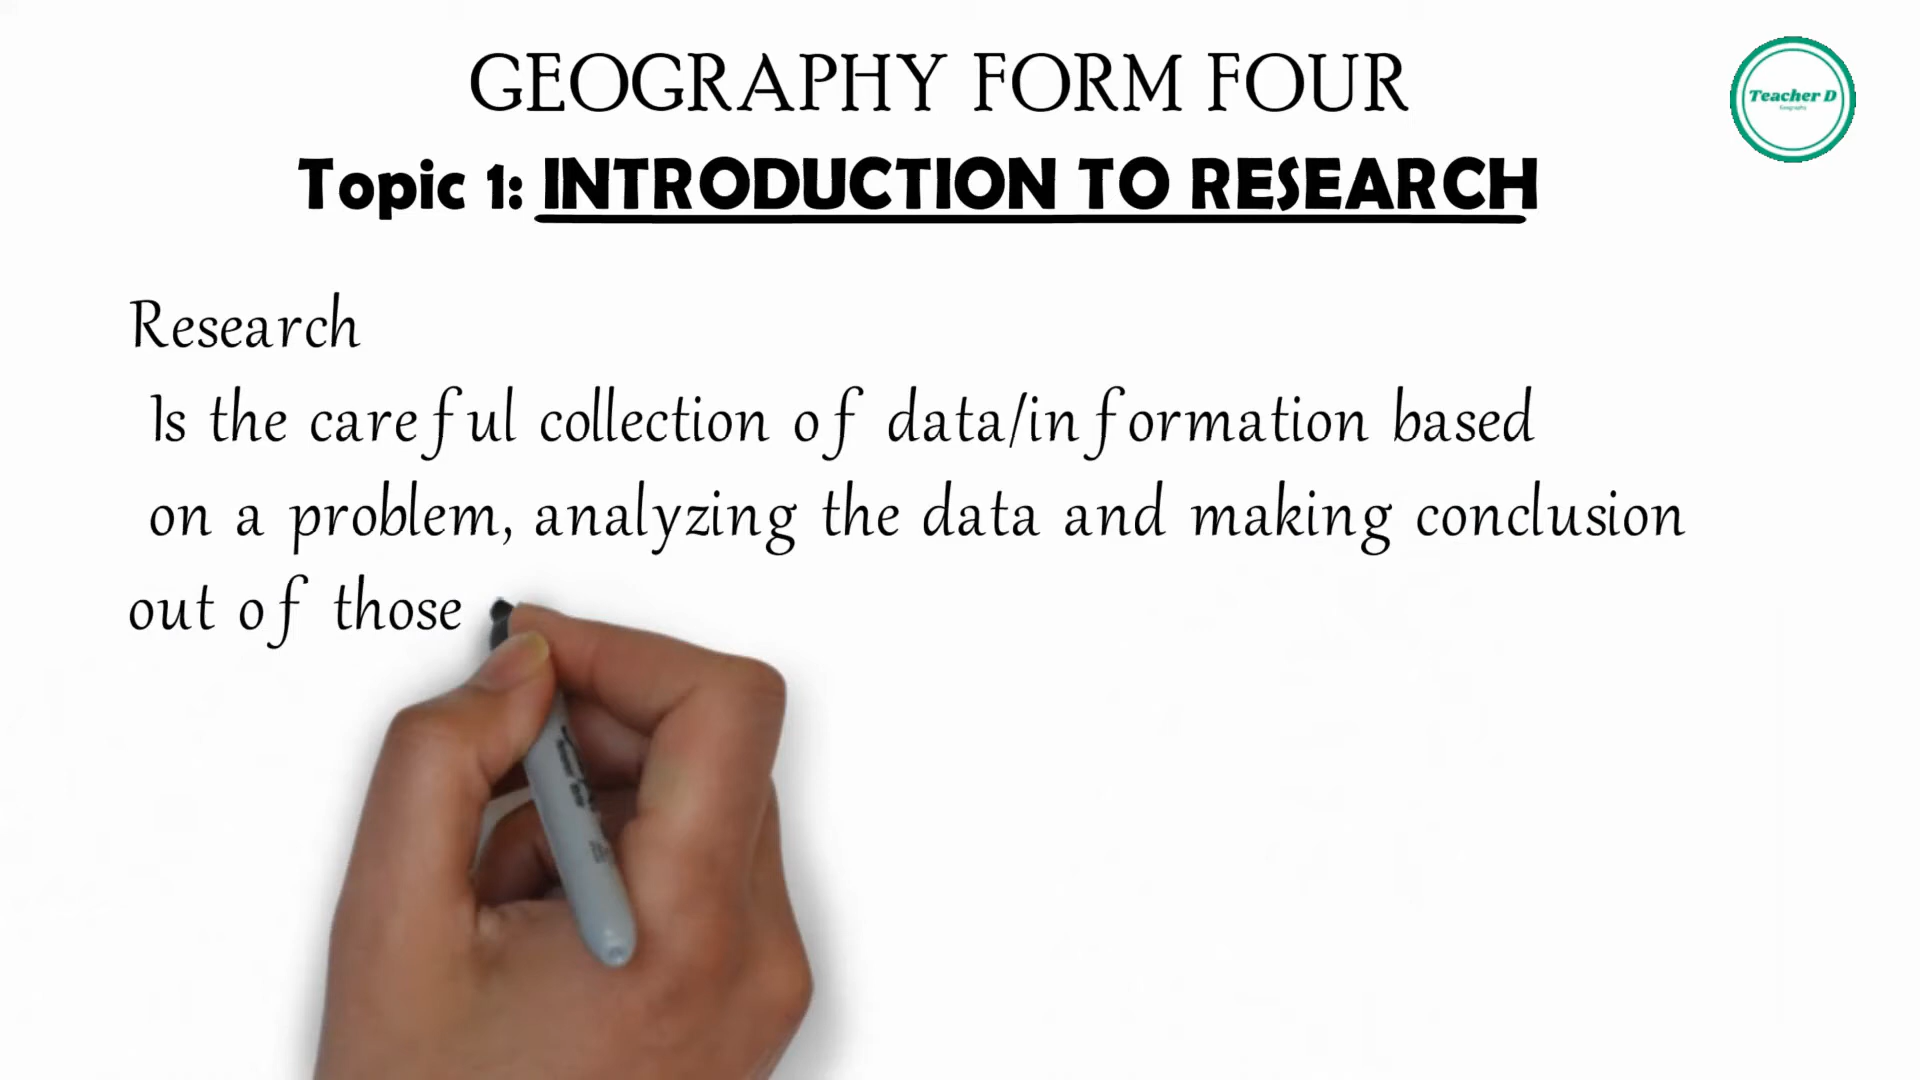 GEOGRAPHY FORM FOUR
Teacher D
Topic 1: INTRODUCTION TO RESEARCH
Research
Is the careful collection of data/information based
on a problem, analyzing the data and making conclusion
out of those